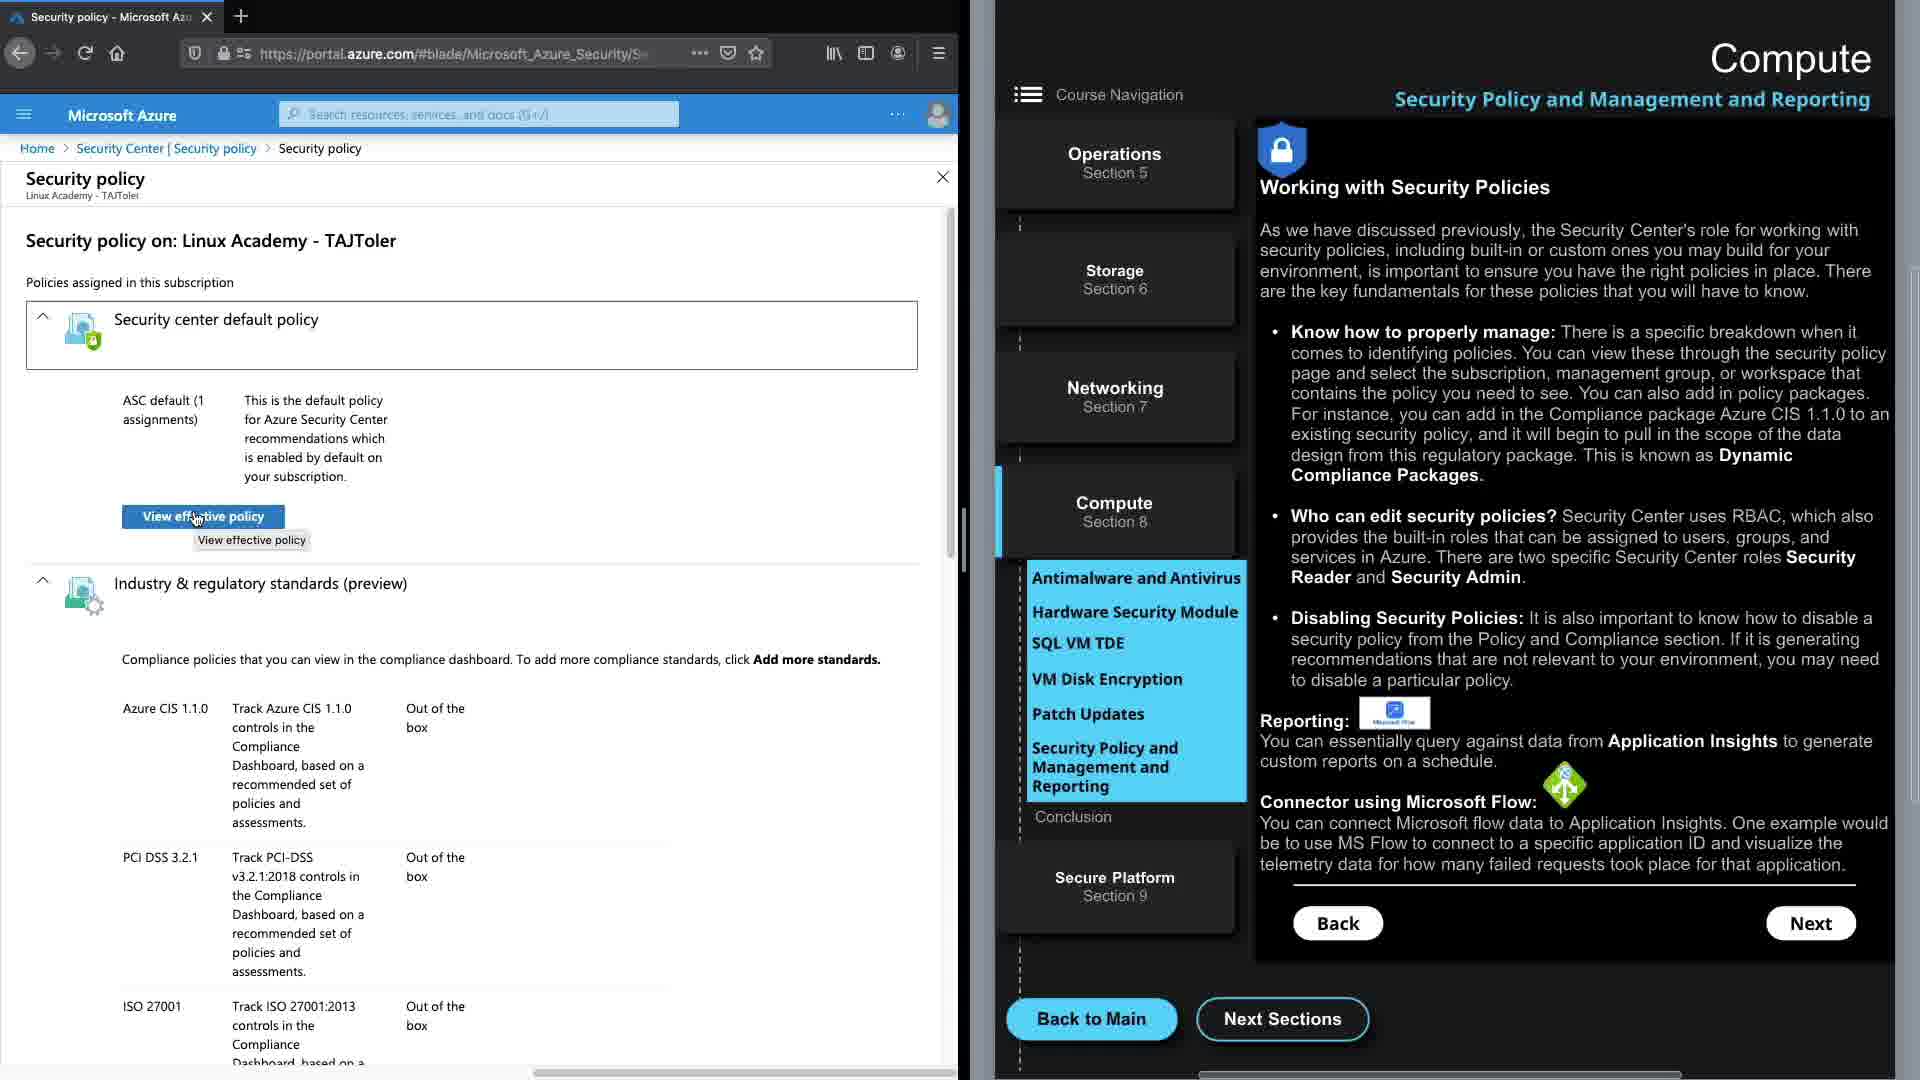 Security policy - Microsoft Azu
https://portal.azure.com/#blade/Microsoft_Azure_Security/Se
Microsoft Azure
Search resources, services, and docs (G+/)
Home > Security Center | Security policy > Security policy
Security policy
Linux Academy - TAJToler
Security policy on: Linux Academy - TAJToler
Policies assigned in this subscription
Security center default policy
ASC default (1
assignments)
This is the default policy
for Azure Security Center
recommendations which
is enabled by default on
your subscription.
View effective policy
View effective policy
Industry & regulatory standards (preview)
Compliance policies that you can view in the compliance dashboard. To add more compliance standards, click Add more standards.
Azure CIS 1.1.0
Track Azure CIS 1.1.0
controls in the
Compliance
Dashboard, based on a
recommended set of
policies and
assessments.
Out of the
box
PCI DSS 3.2.1
Track PCI-DSS
v3.2.1:2018 controls in
the Compliance
Dashboard, based on a
recommended set of
policies and
assessments.
Out of the
box
ISO 27001
Track ISO 27001:2013
controls in the
Compliance
Dashboard, based on a
Out of the
box
Compute
Course Navigation
Security Policy and Management and Reporting
Operations
Section 5
Storage
Section 6
Networking
Section 7
Compute
Section 8
Antimalware and Antivirus
Hardware Security Module
SQL VM TDE
VM Disk Encryption
Patch Updates
Security Policy and
Management and
Reporting
Conclusion
Secure Platform
Section 9
Back to Main
Next Sections
Working with Security Policies
As we have discussed previously, the Security Center's role for working with
security policies, including built-in or custom ones you may build for your
environment, is important to ensure you have the right policies in place. There
are the key fundamentals for these policies that you will have to know.
• Know how to properly manage: There is a specific breakdown when it
comes to identifying policies. You can view these through the security policy
page and select the subscription, management group, or workspace that
contains the policy you need to see. You can also add in policy packages.
For instance, you can add in the Compliance package Azure CIS 1.1.0 to an
existing security policy, and it will begin to pull in the scope of the data
design from this regulatory package. This is known as Dynamic
Compliance Packages.
• Who can edit security policies? Security Center uses RBAC, which also
provides the built-in roles that can be assigned to users. groups, and
services in Azure. There are two specific Security Center roles Security
Reader and Security Admin.
• Disabling Security Policies: It is also important to know how to disable a
security policy from the Policy and Compliance section. If it is generating
recommendations that are not relevant to your environment, you may need
to disable a particular policy.
Reporting:
Microsoft Flow
You can essentially query against data from Application Insights to generate
custom reports on a schedule.
Connector using Microsoft Flow:
You can connect Microsoft flow data to Application Insights. One example would
be to use MS Flow to connect to a specific application ID and visualize the
telemetry data for how many failed requests took place for that application.
Back
Next